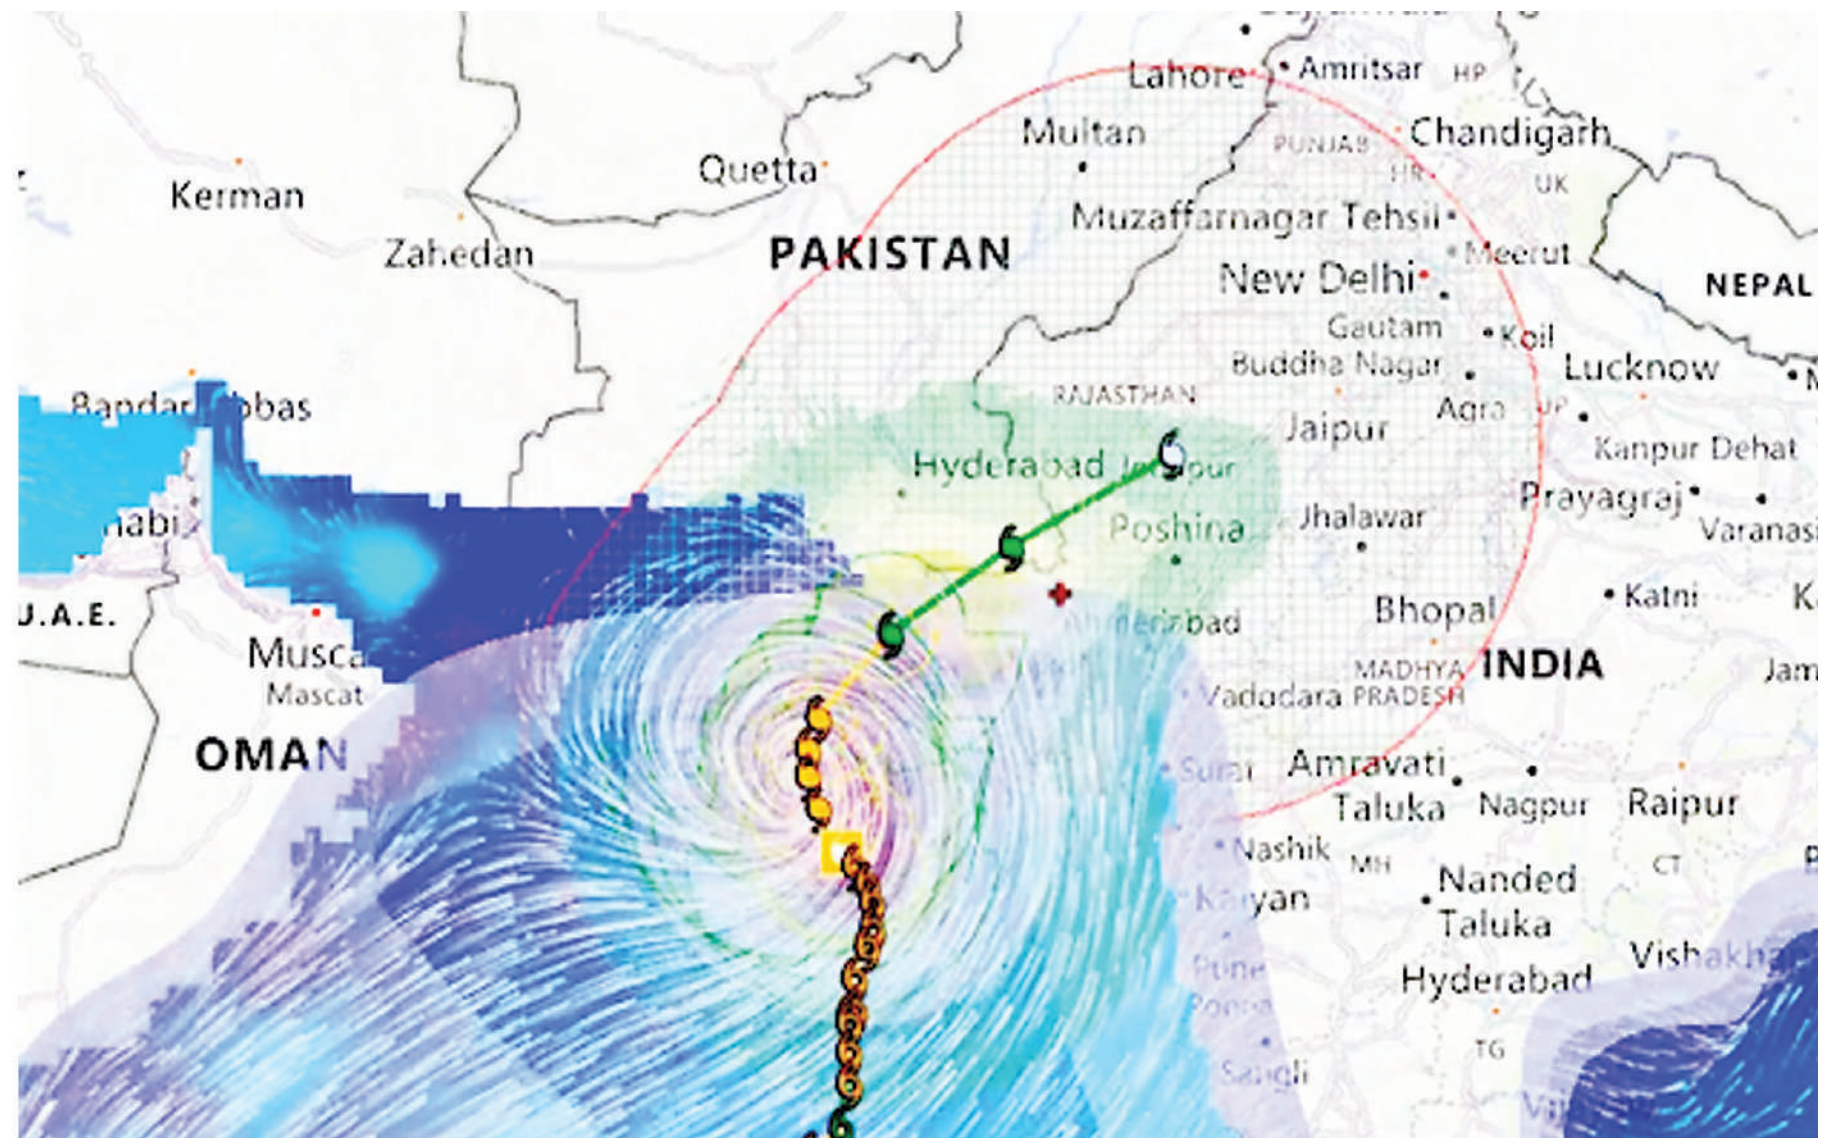 Lahore
Amritsar
HP
Multan
PUNJAB
Chandigarh
Quetta
HR
UK
Kerman
Muzaffarnagar Tehsil
Zahedan
PAKISTAN
Meerut
New Delhi
NEPAL
Gautam
Buddha Nagar
Koil
Lucknow
RAJASTHAN
Agra
UP
Jaipur
Kanpur Dehat
Hyderabad
Prayagraj
Poshina
Jhalawar
Varanasi
U.A.E.
Katni
Bhopal
Musca
Mascat
MADHYA
PRADESH
INDIA
Jam
Vadodara
OMAN
Surat
Amravati
Taluka
Nagpur
Raipur
Nashik
MH
CT
Nanded
Taluka
Kalyan
Pune
Hyderabad
TG
Sangli